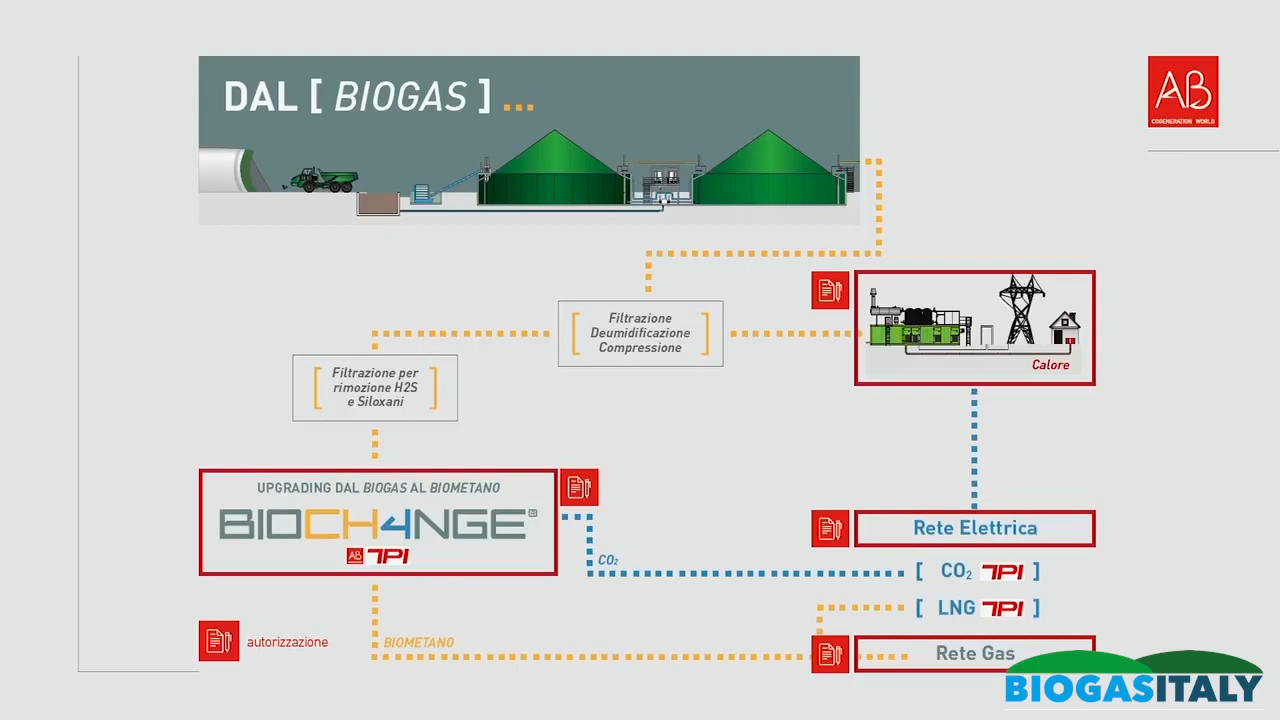 DAL [ BIOGAS ] ...
AB
COGENERATION WORLD
Filtrazione
Deumidificazione
Compressione
Calore
Filtrazione per
rimozione H2S
e Siloxani
UPGRADING DAL BIOGAS AL BIOMETANO
BIOCH4NGE®
AB TPI
Rete Elettrica
CO₂
[ CO₂ TPI ]
[ LNG TPI ]
autorizzazione
BIOMETANO
Rete Gas
BIOGASITALY